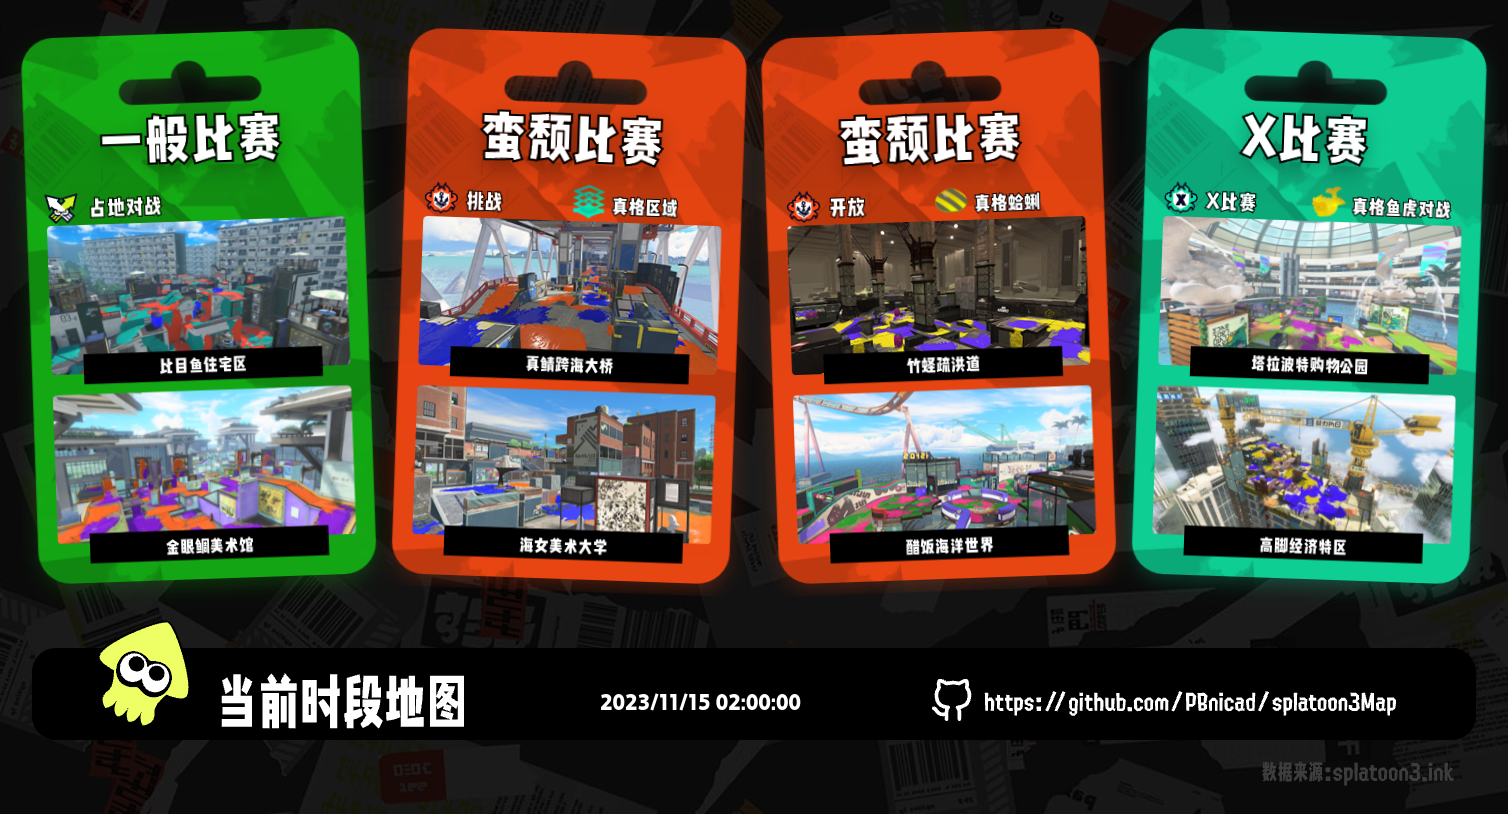 一般比赛
占地对战
比目鱼住宅区
金眼鲷美术馆
蛮颓比赛
挑战
真格区域
真鲭跨海大桥
海女美术大学
蛮颓比赛
开放
真格蛤蜊
竹蛏疏洪道
醋饭海洋世界
X比赛
X比赛
真格鱼虎对战
塔拉波特购物公园
高脚经济特区
当前时段地图
2023/11/15 02:00:00
https://github.com/PBnicad/splatoon3Map
数据来源:splatoon3.ink